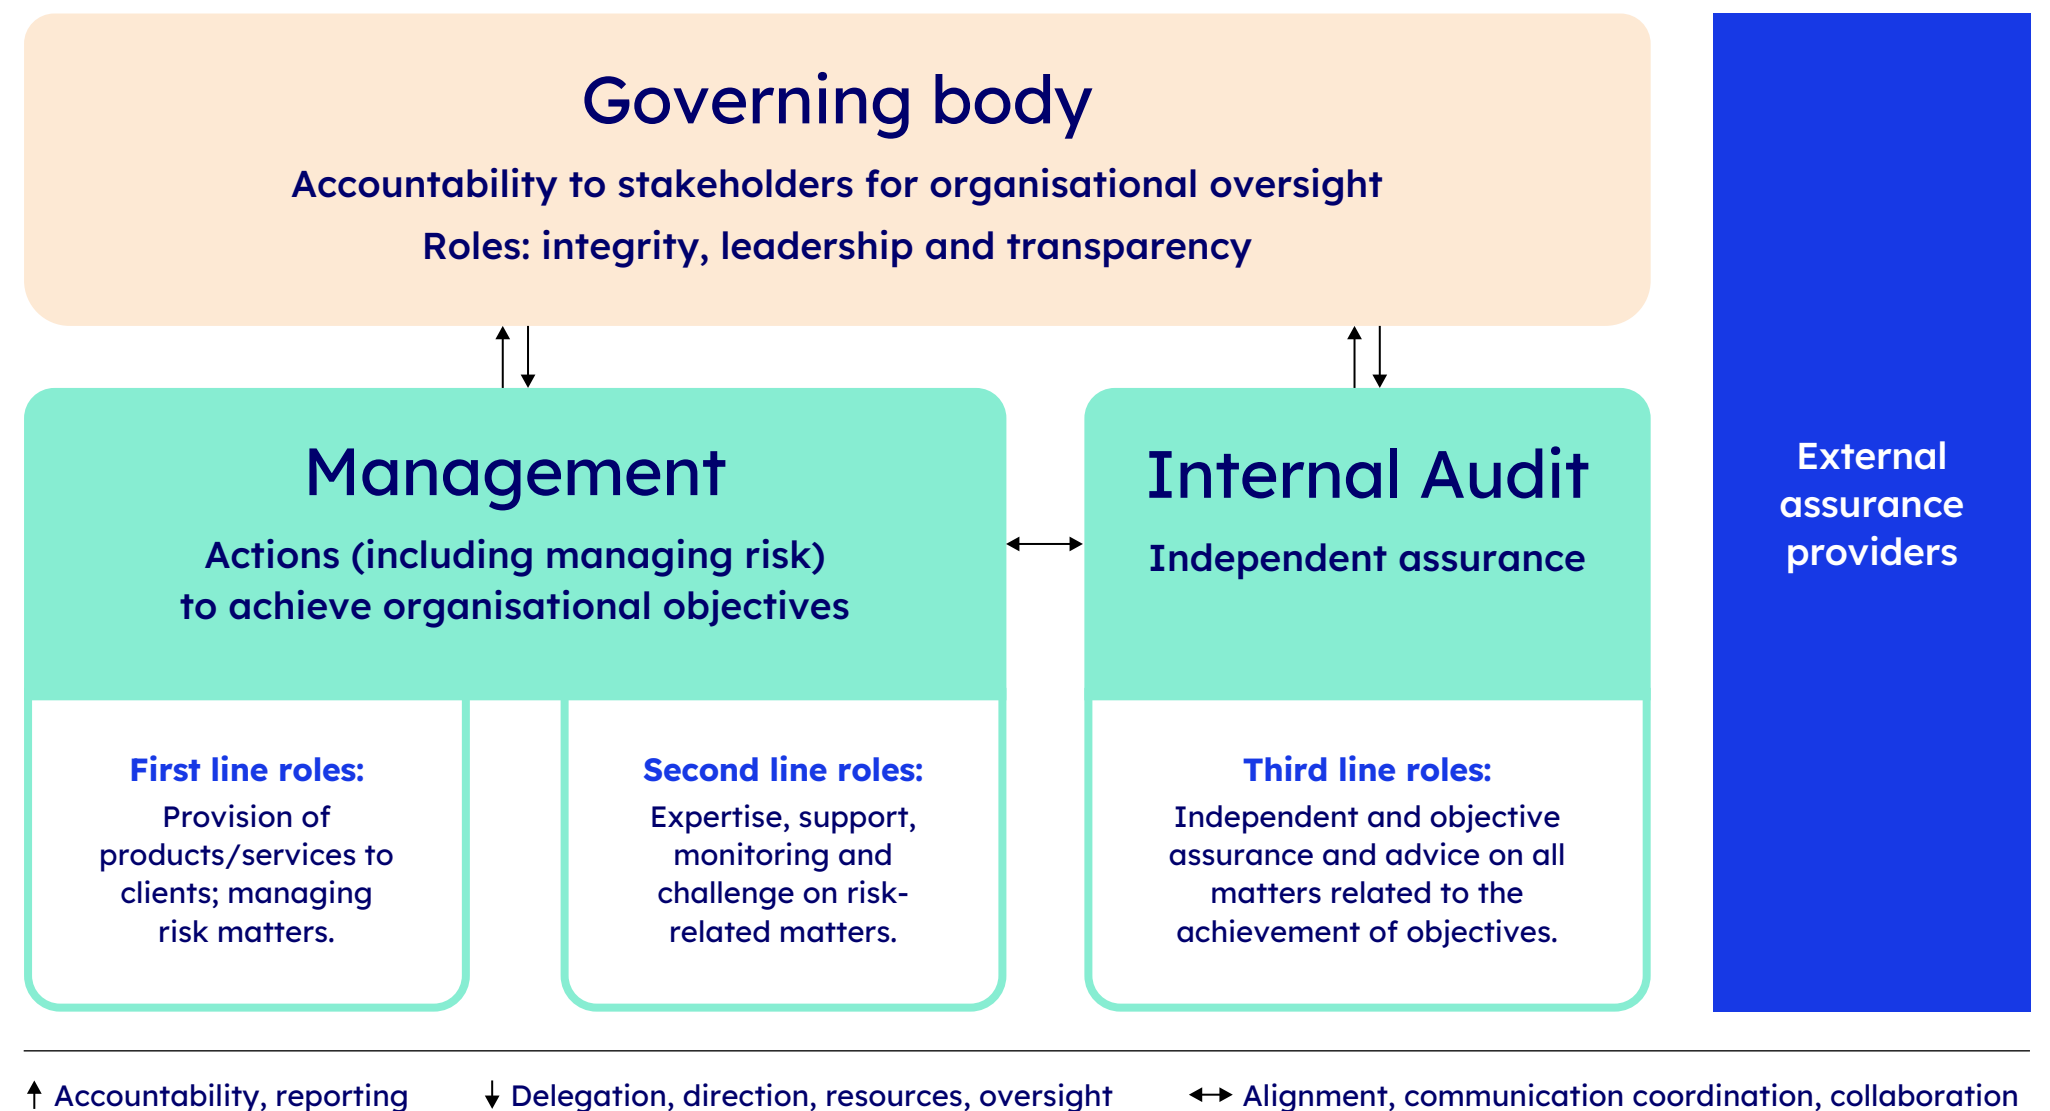 Governing body
Accountability to stakeholders for organisational oversight
Roles: integrity, leadership and transparency
Management
Actions (including managing risk)
to achieve organisational objectives
Internal Audit
Independent assurance
External
assurance
providers
First line roles:
Provision of
products/services to
clients; managing
risk matters.
Second line roles:
Expertise, support,
monitoring and
challenge on risk-
related matters.
Third line roles:
Independent and objective
assurance and advice on all
matters related to the
achievement of objectives.
Accountability, reporting
Delegation, direction, resources, oversight
Alignment, communication coordination, collaboration